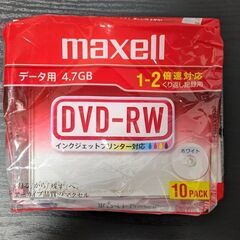 maxell
データ用 4.7GB
1-2倍速対応
くり返し記録用
DVD-RW
インクジェットプリンター対応
ホワイト
10 PACK